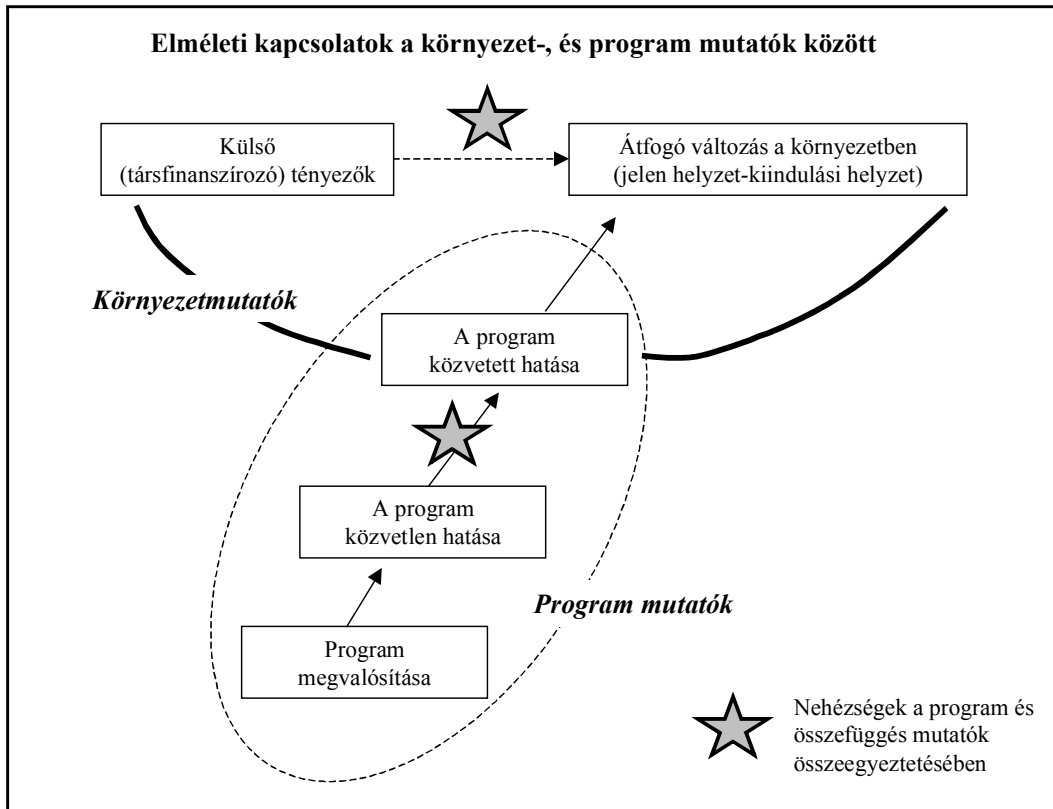 Elméleti kapcsolatok a környezet-, és program mutatók között
Külső
(társfinanszírozó) tényezők
Átfogó változás a környezetben
(jelen helyzet-kiindulási helyzet)
Környezetmutatók
A program
közvetett hatása
A program
közvetlen hatása
Program mutatók
Program
megvalósítása
Nehézségek a program és
összefüggés mutatók
összeegyeztetésében